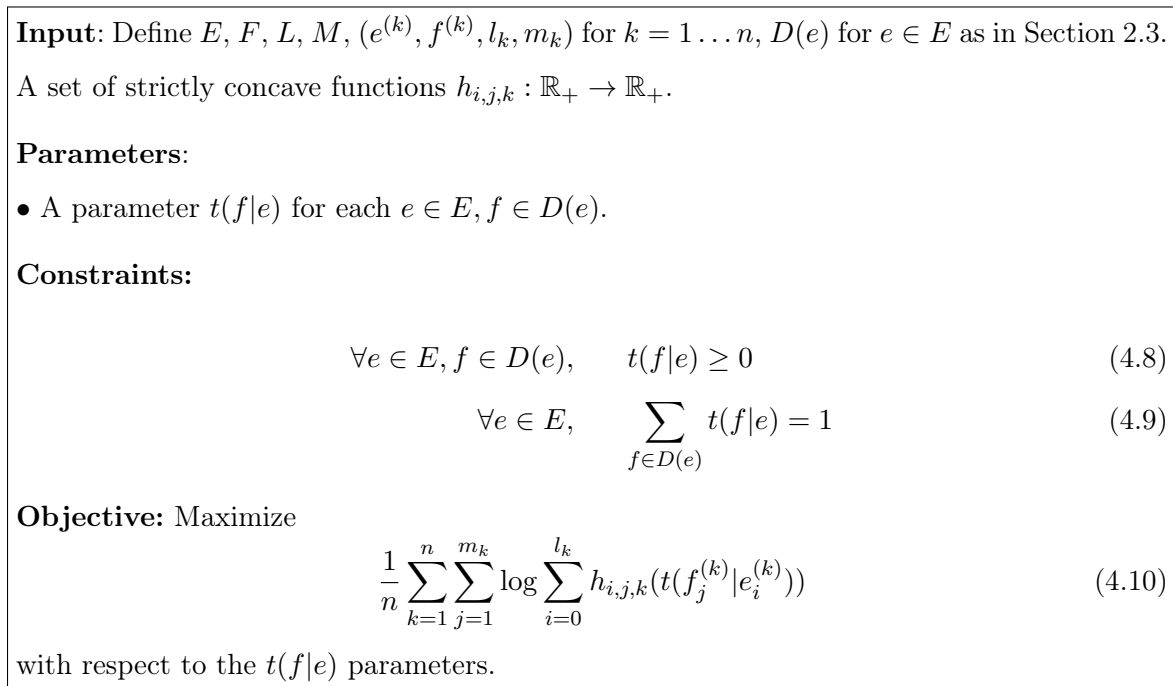 Input: Define E, F, L, M, (e^{(k)}, f^{(k)}, l_k, m_k) for k = 1 … n, D(e) for e ∈ E as in Section 2.3.
A set of strictly concave functions h_{i,j,k} : ℝ_+ → ℝ_+.
Parameters:
• A parameter t(f|e) for each e ∈ E, f ∈ D(e).
Constraints:
∀e ∈ E, f ∈ D(e), t(f|e) ≥ 0 (4.8)
∀e ∈ E, ∑_{f∈D(e)} t(f|e) = 1 (4.9)
Objective: Maximize
\frac{1}{n} ∑_{k=1}^{n} ∑_{j=1}^{m_k} log ∑_{i=0}^{l_k} h_{i,j,k}(t(f_j^{(k)}|e_i^{(k)})) (4.10)
with respect to the t(f|e) parameters.